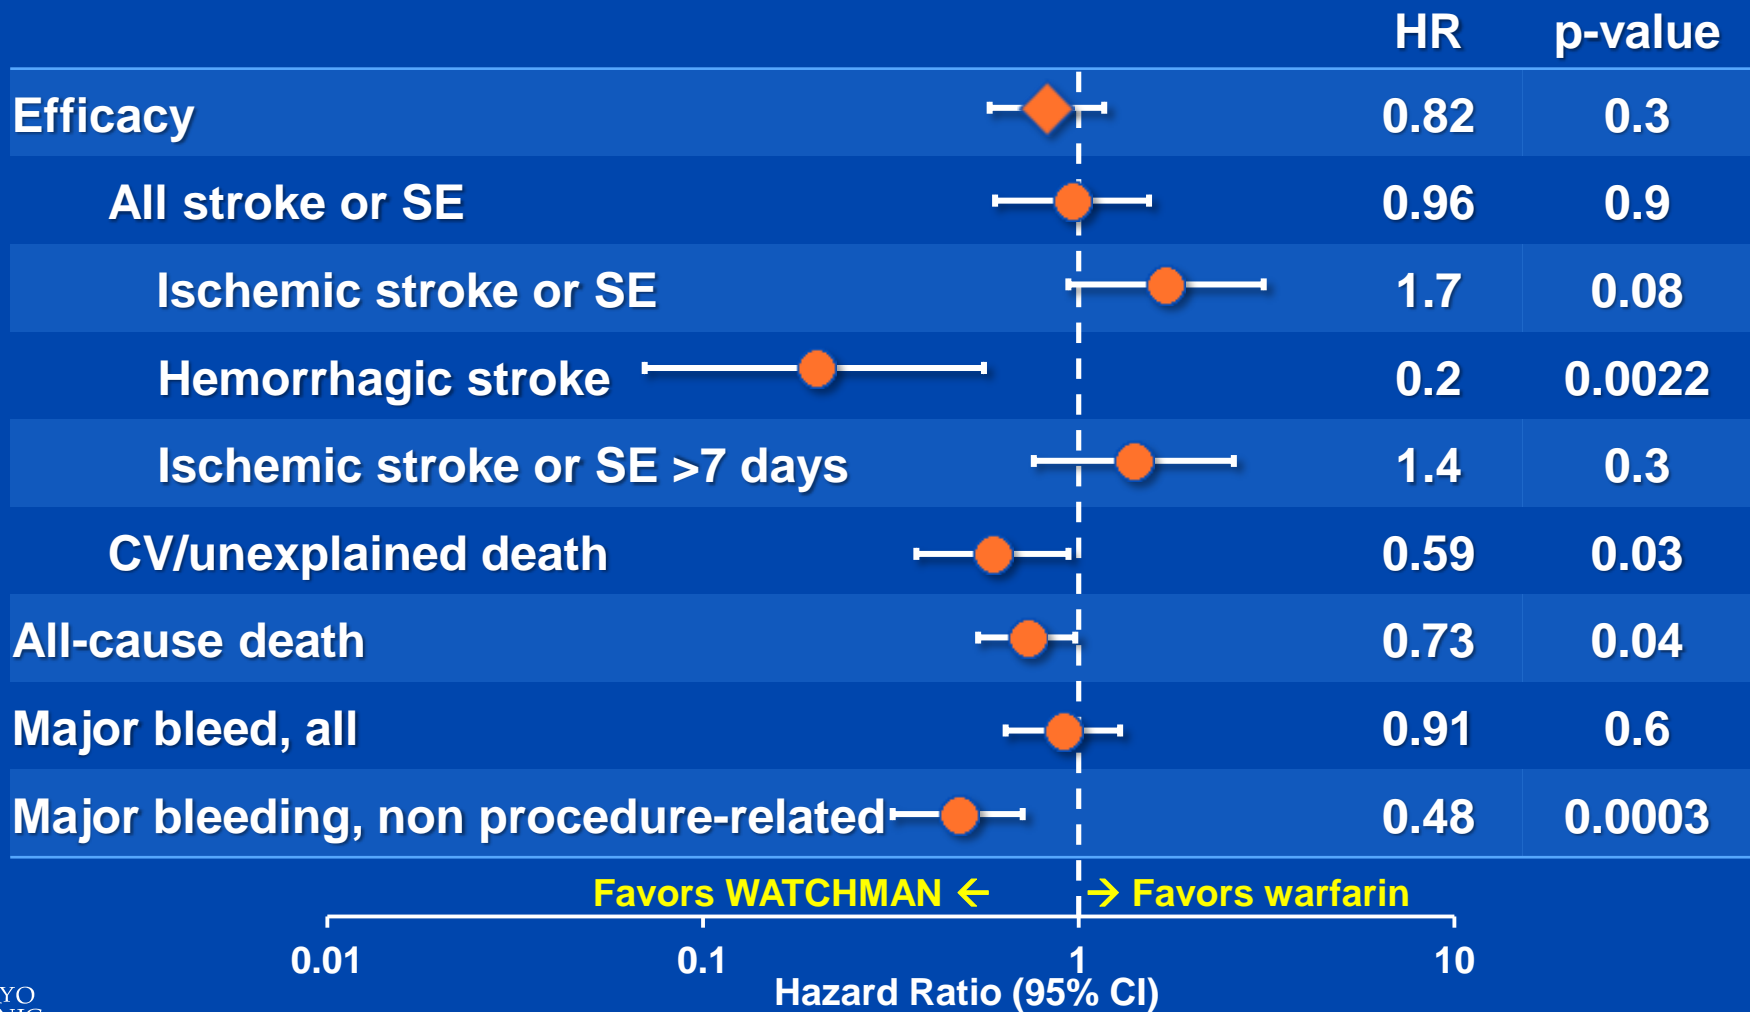 HR p-value
Efficacy 0.82 0.3
All stroke or SE 0.96 0.9
Ischemic stroke or SE 1.7 0.08
Hemorrhagic stroke 0.2 0.0022
Ischemic stroke or SE >7 days 1.4 0.3
CV/unexplained death 0.59 0.03
All-cause death 0.73 0.04
Major bleed, all 0.91 0.6
Major bleeding, non procedure-related 0.48 0.0003
Favors WATCHMAN ← → Favors warfarin
0.01 0.1 1 10
Hazard Ratio (95% CI)